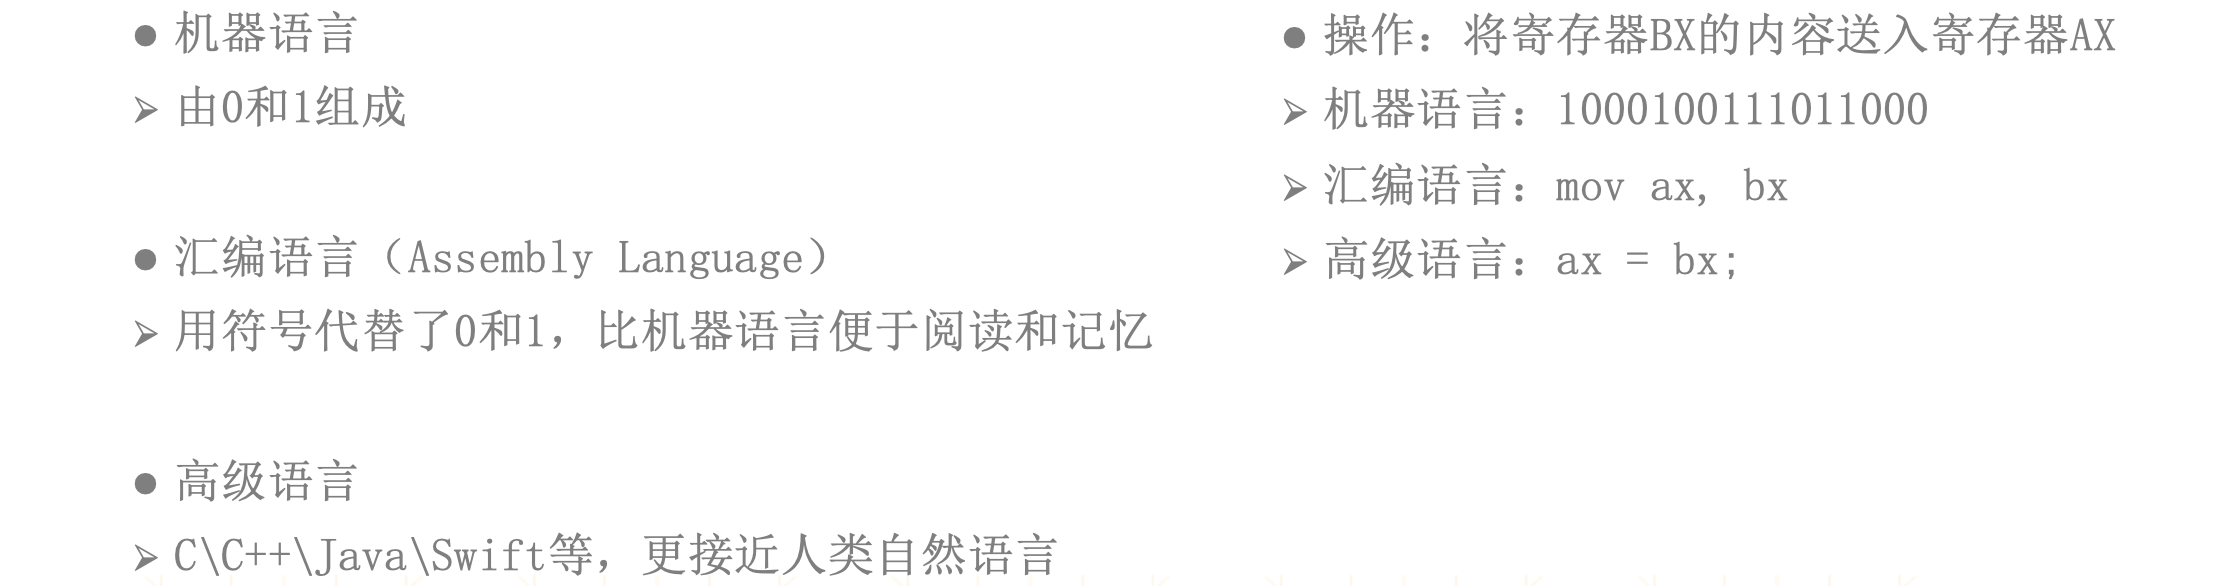 ● 机器语言
➢ 由0和1组成
● 汇编语言（Assembly Language）
➢ 用符号代替了0和1，比机器语言便于阅读和记忆
● 高级语言
➢ C\C++\Java\Swift等，更接近人类自然语言
● 操作：将寄存器BX的内容送入寄存器AX
➢ 机器语言：1000100111011000
➢ 汇编语言：mov ax, bx
➢ 高级语言：ax = bx;